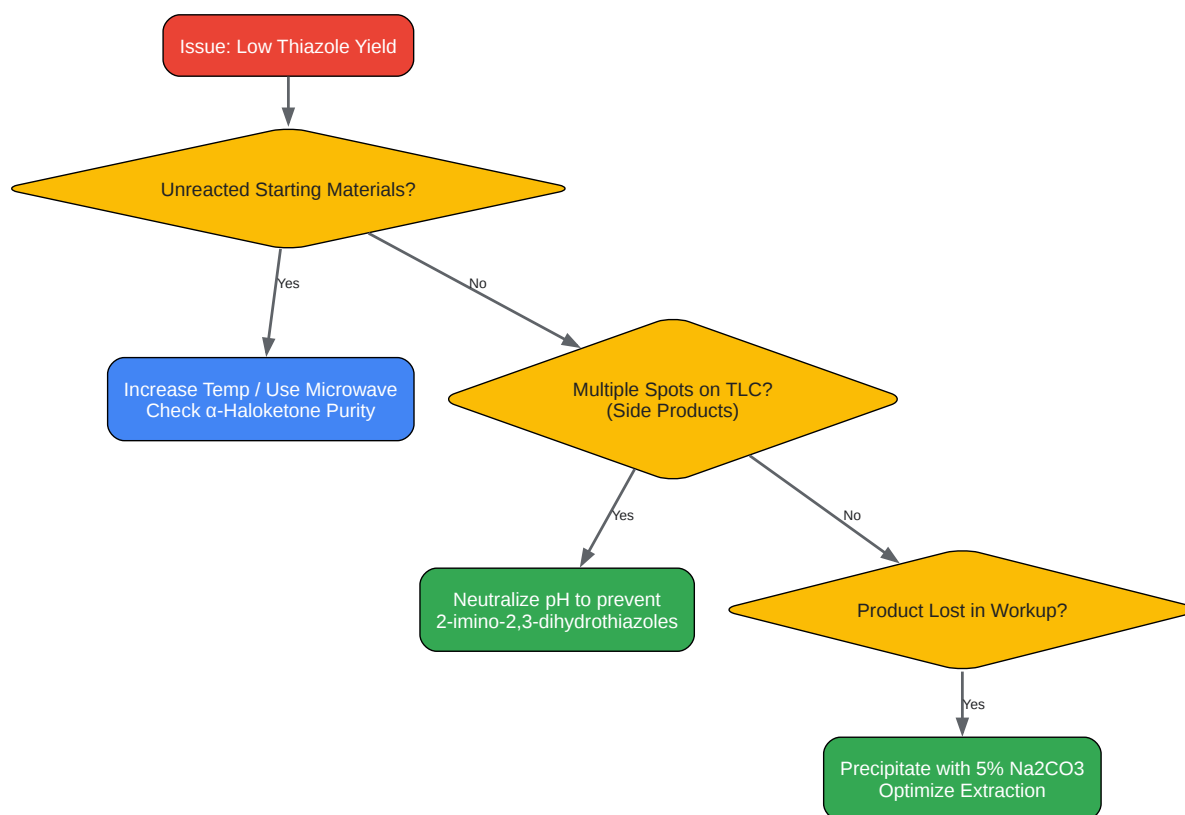 Issue: Low Thiazole Yield
Unreacted Starting Materials?
Yes
No
Increase Temp / Use Microwave
Check α-Haloketone Purity
Multiple Spots on TLC?
(Side Products)
Yes
No
Neutralize pH to prevent
2-imino-2,3-dihydrothiazoles
Product Lost in Workup?
Yes
Precipitate with 5% Na2CO3
Optimize Extraction